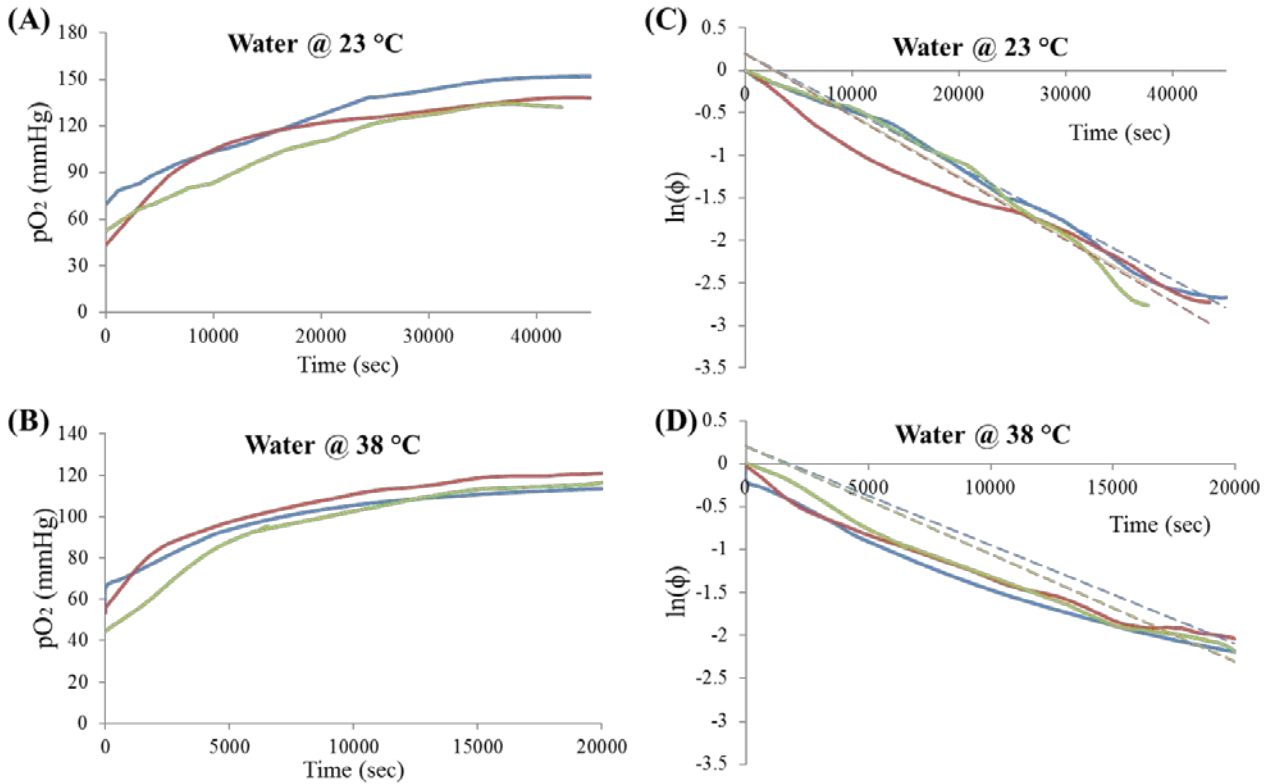 (A)
Water @ 23 °C
pO2 (mmHg)
180
150
120
90
60
30
0
0 10000 20000 30000 40000
Time (sec)
(C)
Water @ 23 °C
ln(ϕ)
0.5
0
-0.5
-1
-1.5
-2
-2.5
-3
-3.5
0 10000 20000 30000 40000
Time (sec)
(B)
Water @ 38 °C
pO2 (mmHg)
140
120
100
80
60
40
20
0
0 5000 10000 15000 20000
Time (sec)
(D)
Water @ 38 °C
ln(ϕ)
0.5
0
-0.5
-1
-1.5
-2
-2.5
-3
-3.5
0 5000 10000 15000 20000
Time (sec)